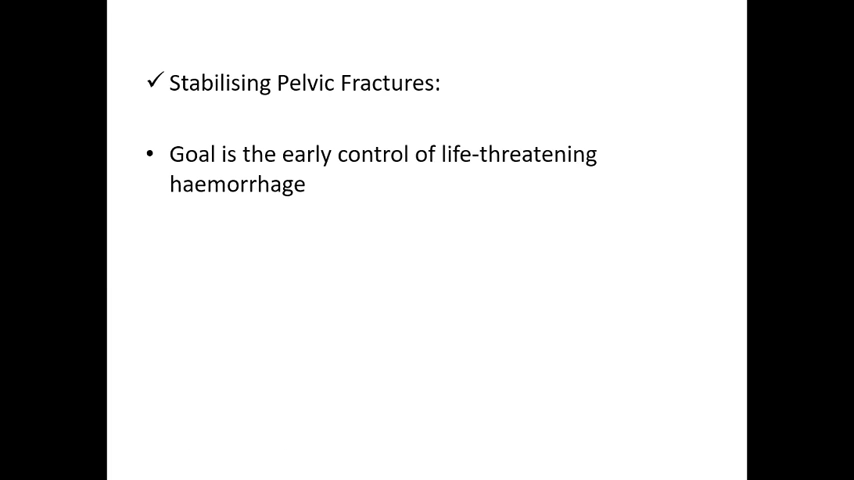 ✓ Stabilising Pelvic Fractures:
• Goal is the early control of life-threatening
haemorrhage